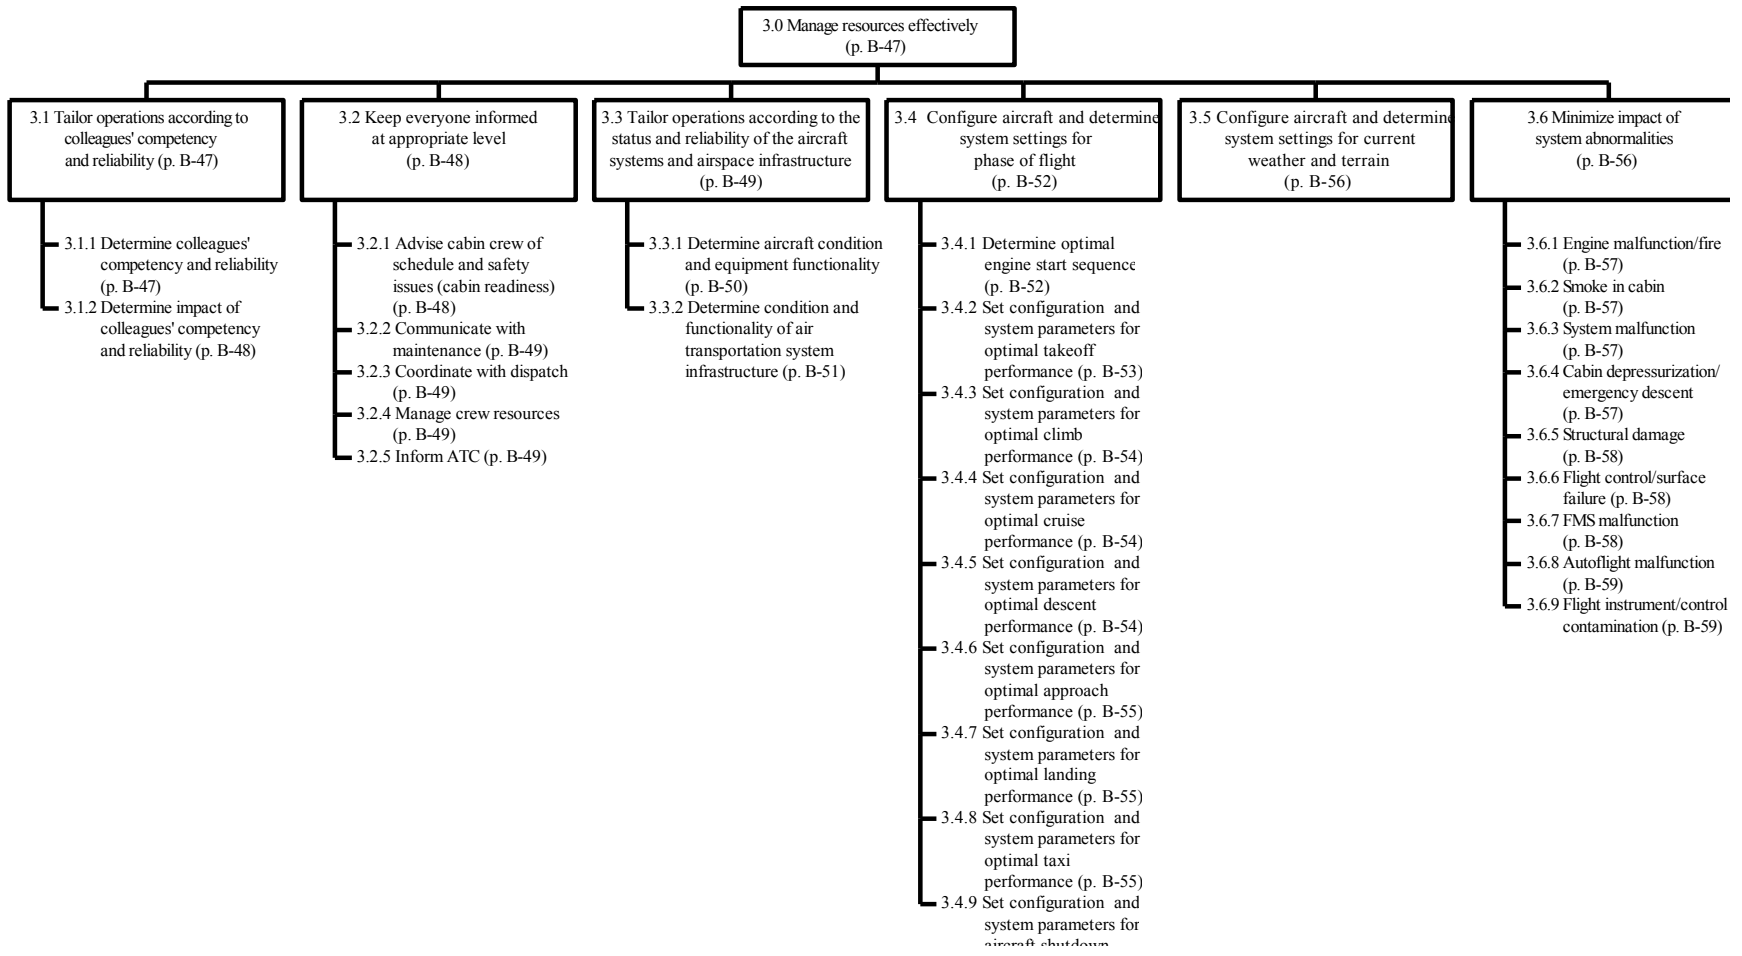 3.0 Manage resources effectively
(p. B-47)
3.1 Tailor operations according to
colleagues' competency
and reliability (p. B-47)
3.1.1 Determine colleagues'
competency and reliability
(p. B-47)
3.1.2 Determine impact of
colleagues' competency
and reliability (p. B-48)
3.2 Keep everyone informed
at appropriate level
(p. B-48)
3.2.1 Advise cabin crew of
schedule and safety
issues (cabin readiness)
(p. B-48)
3.2.2 Communicate with
maintenance (p. B-49)
3.2.3 Coordinate with dispatch
(p. B-49)
3.2.4 Manage crew resources
(p. B-49)
3.2.5 Inform ATC (p. B-49)
3.3 Tailor operations according to the
status and reliability of the aircraft
systems and airspace infrastructure
(p. B-49)
3.3.1 Determine aircraft condition
and equipment functionality
(p. B-50)
3.3.2 Determine condition and
functionality of air
transportation system
infrastructure (p. B-51)
3.4 Configure aircraft and determine
system settings for
phase of flight
(p. B-52)
3.4.1 Determine optimal
engine start sequence
(p. B-52)
3.4.2 Set configuration and
system parameters for
optimal takeoff
performance (p. B-53)
3.4.3 Set configuration and
system parameters for
optimal climb
performance (p. B-54)
3.4.4 Set configuration and
system parameters for
optimal cruise
performance (p. B-54)
3.4.5 Set configuration and
system parameters for
optimal descent
performance (p. B-54)
3.4.6 Set configuration and
system parameters for
optimal approach
performance (p. B-55)
3.4.7 Set configuration and
system parameters for
optimal landing
performance (p. B-55)
3.4.8 Set configuration and
system parameters for
optimal taxi
performance (p. B-55)
3.4.9 Set configuration and
system parameters for
aircraft shutdown
3.5 Configure aircraft and determine
system settings for current
weather and terrain
(p. B-56)
3.6 Minimize impact of
system abnormalities
(p. B-56)
3.6.1 Engine malfunction/fire
(p. B-57)
3.6.2 Smoke in cabin
(p. B-57)
3.6.3 System malfunction
(p. B-57)
3.6.4 Cabin depressurization/
emergency descent
(p. B-57)
3.6.5 Structural damage
(p. B-58)
3.6.6 Flight control/surface
failure (p. B-58)
3.6.7 FMS malfunction
(p. B-58)
3.6.8 Autoflight malfunction
(p. B-59)
3.6.9 Flight instrument/control
contamination (p. B-59)